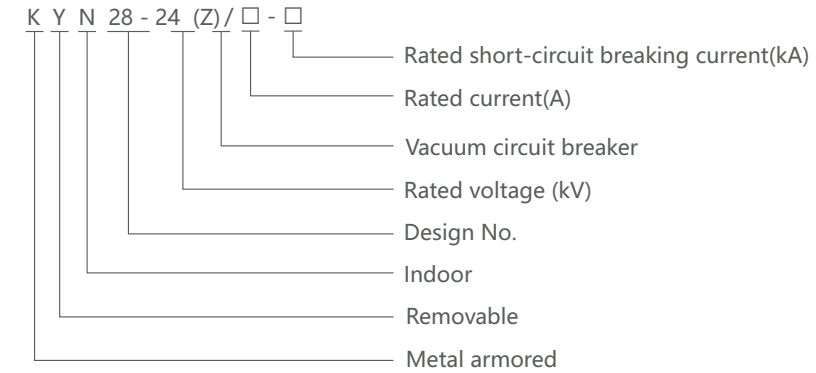 K Y N 28 - 24 (Z) / □ - □
Rated short-circuit breaking current(kA)
Rated current(A)
Vacuum circuit breaker
Rated voltage (kV)
Design No.
Indoor
Removable
Metal armored